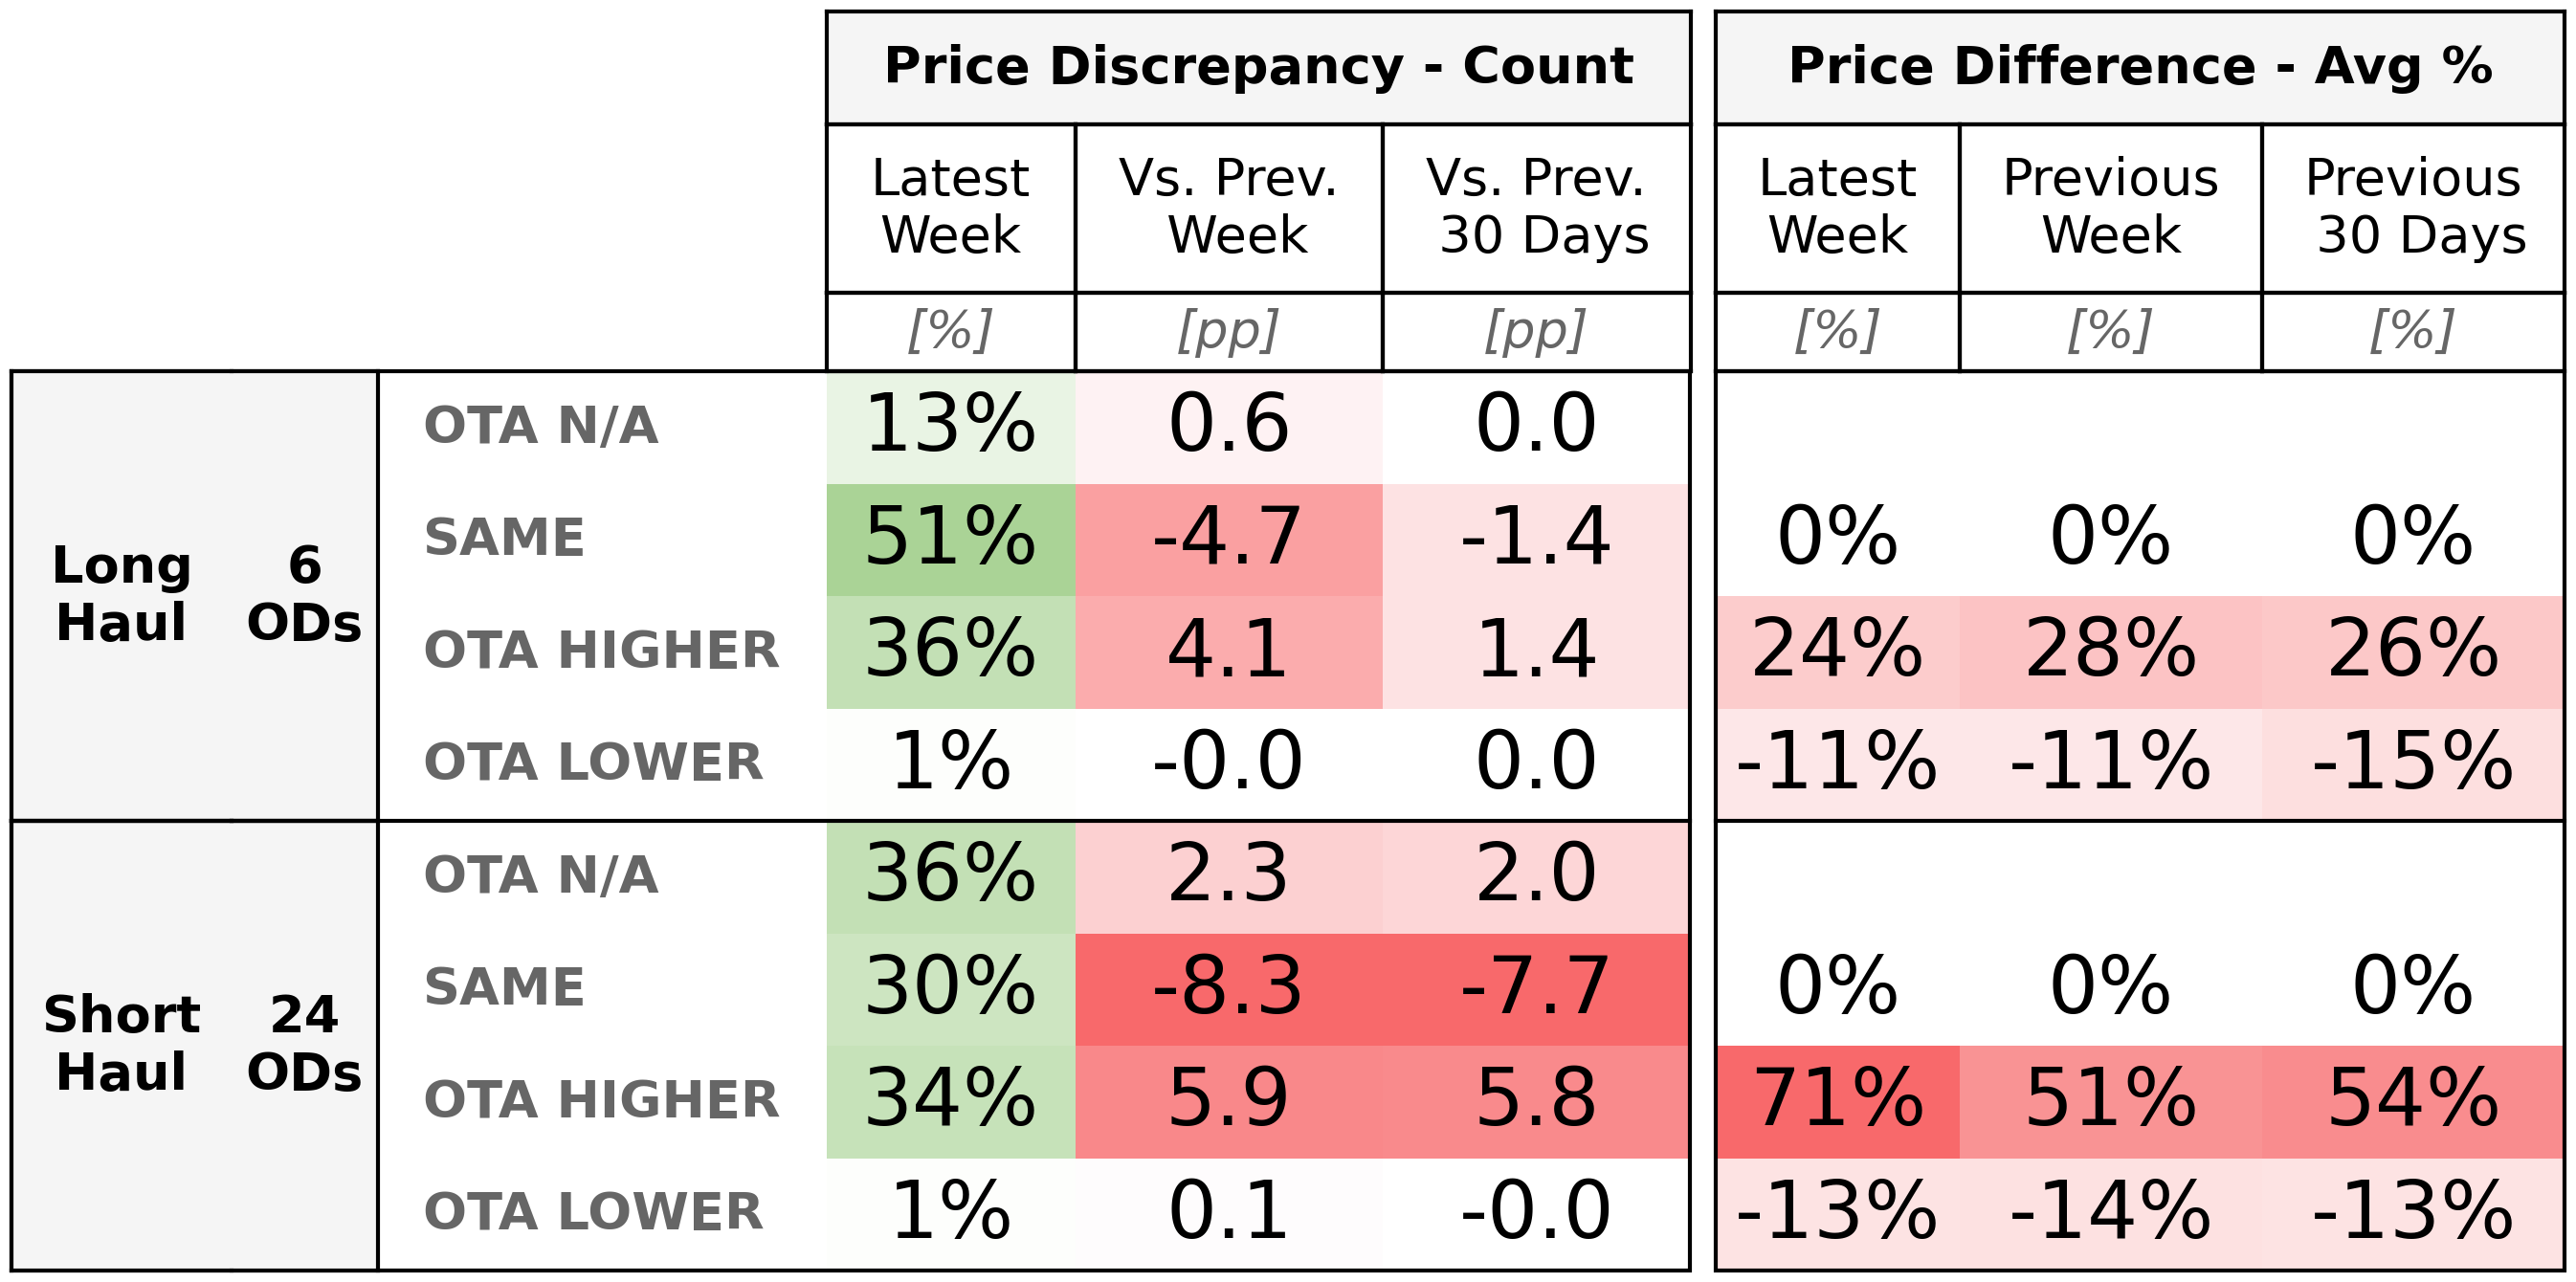 Price Discrepancy - Count Price Difference - Avg %
Latest Week Vs. Prev. Week Vs. Prev. 30 Days Latest Week Previous Week Previous 30 Days
[%] [pp] [pp] [%] [%] [%]
Long Haul 6 ODs
OTA N/A 13% 0.6 0.0
SAME 51% -4.7 -1.4 0% 0% 0%
OTA HIGHER 36% 4.1 1.4 24% 28% 26%
OTA LOWER 1% -0.0 0.0 -11% -11% -15%
Short Haul 24 ODs
OTA N/A 36% 2.3 2.0
SAME 30% -8.3 -7.7 0% 0% 0%
OTA HIGHER 34% 5.9 5.8 71% 51% 54%
OTA LOWER 1% 0.1 -0.0 -13% -14% -13%